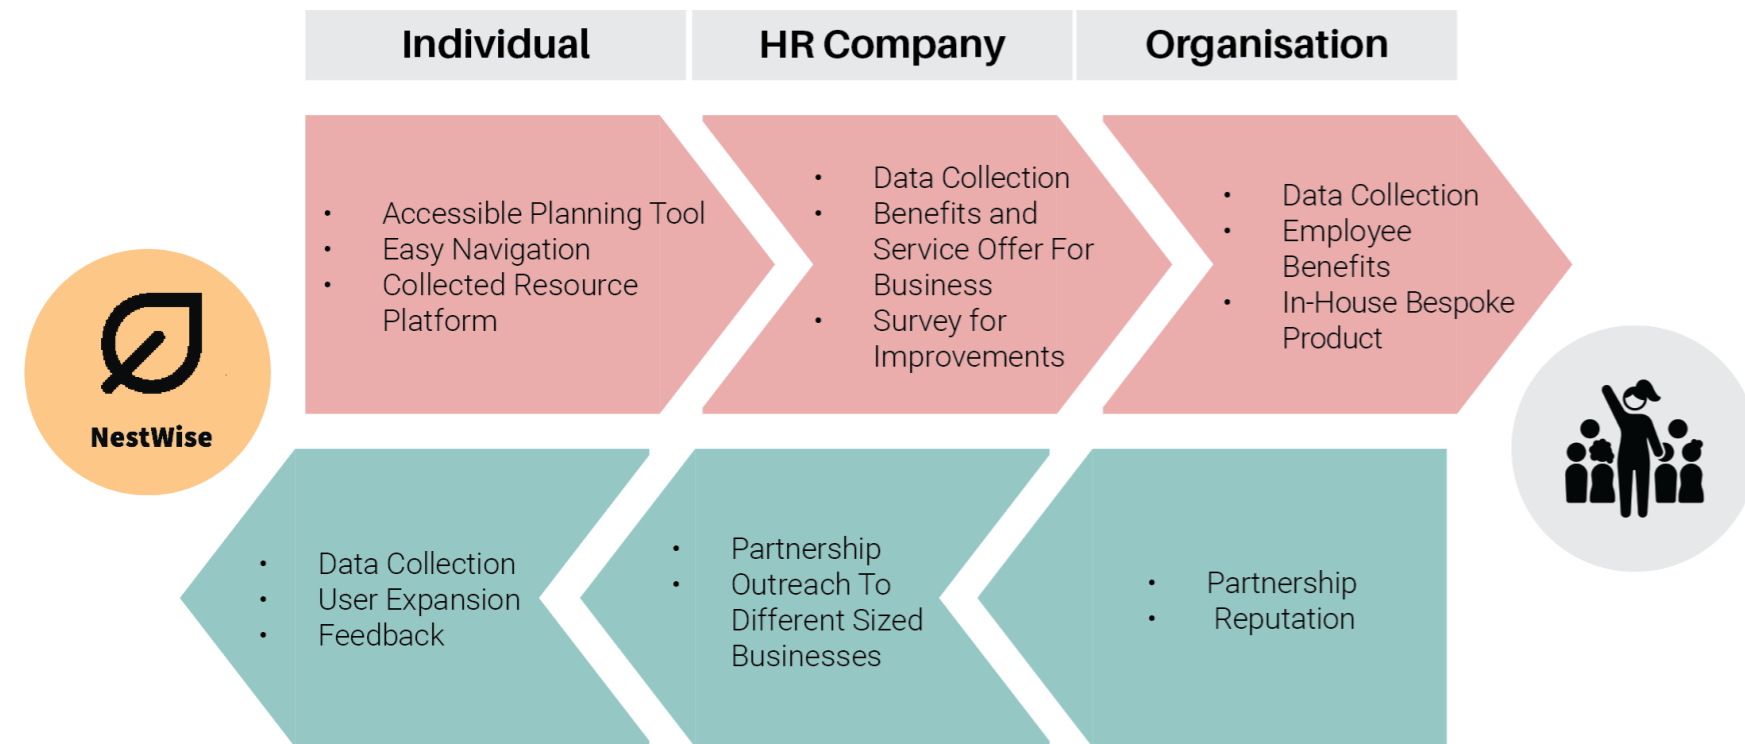 Individual
HR Company
Organisation
• Accessible Planning Tool
• Easy Navigation
• Collected Resource
Platform
• Data Collection
• Benefits and
Service Offer For
Business
• Survey for
Improvements
• Data Collection
• Employee
Benefits
• In-House Bespoke
Product
NestWise
• Data Collection
• User Expansion
• Feedback
• Partnership
• Outreach To
Different Sized
Businesses
• Partnership
• Reputation